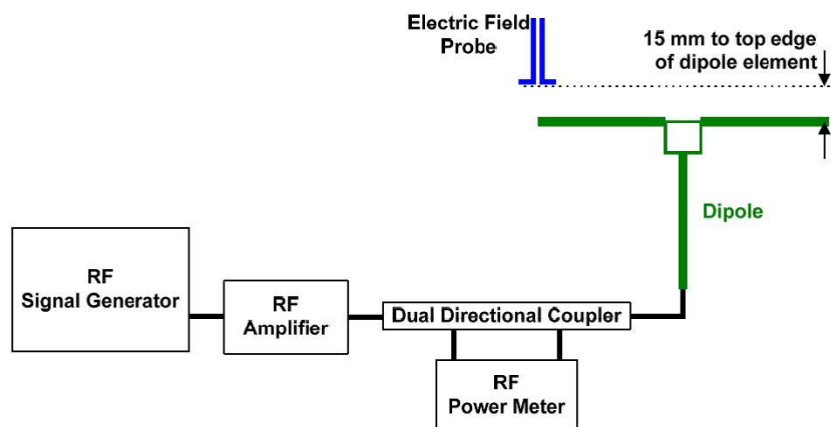 Electric Field
Probe
15 mm to top edge
of dipole element
Dipole
RF
Signal Generator
RF
Amplifier
Dual Directional Coupler
RF
Power Meter